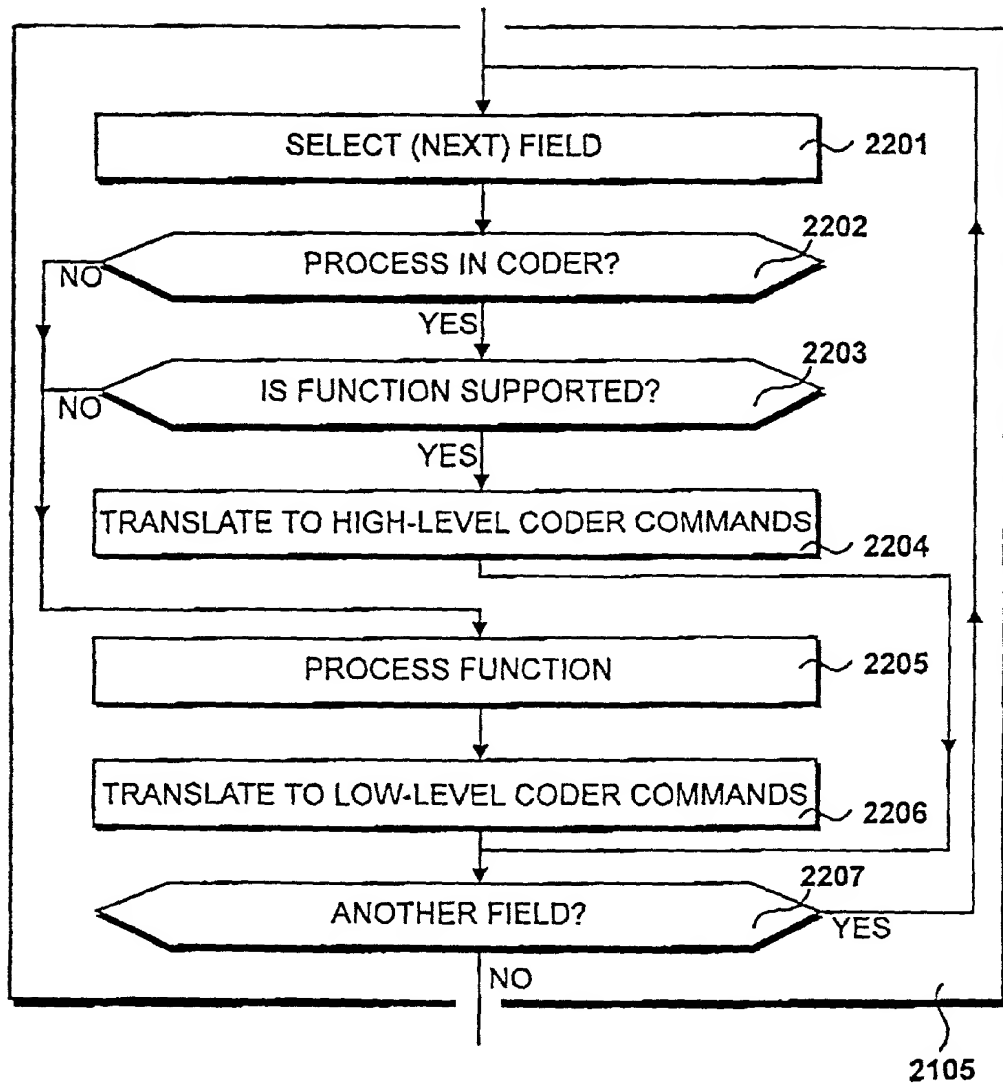 SELECT (NEXT) FIELD
2201
2202
PROCESS IN CODER?
NO
YES
2203
IS FUNCTION SUPPORTED?
NO
YES
TRANSLATE TO HIGH-LEVEL CODER COMMANDS
2204
PROCESS FUNCTION
2205
TRANSLATE TO LOW-LEVEL CODER COMMANDS
2206
2207
ANOTHER FIELD?
YES
NO
2105